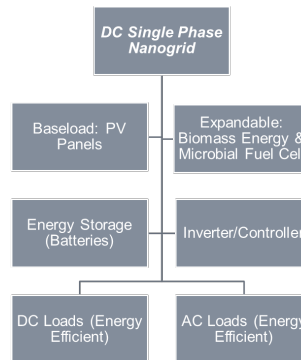 DC Single Phase
Nanogrid
Baseload: PV
Panels
Expandable:
Biomass Energy &
Microbial Fuel Cel
Energy Storage
(Batteries)
Inverter/Controller
DC Loads (Energy
Efficient)
AC Loads (Energy
Efficient)